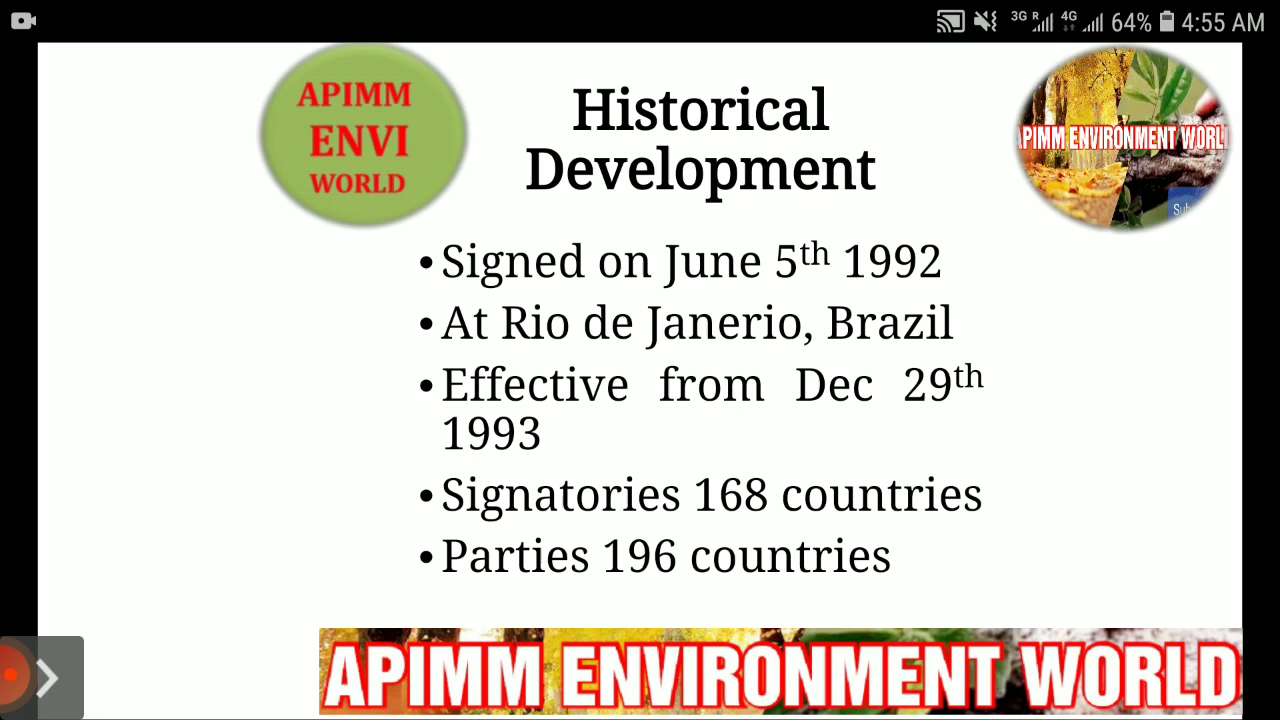 3G R 4G 64% 4:55 AM
APIMM
ENVI
WORLD
Historical
Development
PIMM ENVIRONMENT WORL
Sub
• Signed on June 5th 1992
• At Rio de Janerio, Brazil
• Effective from Dec 29th
1993
• Signatories 168 countries
• Parties 196 countries
APIMM ENVIRONMENT WORLD